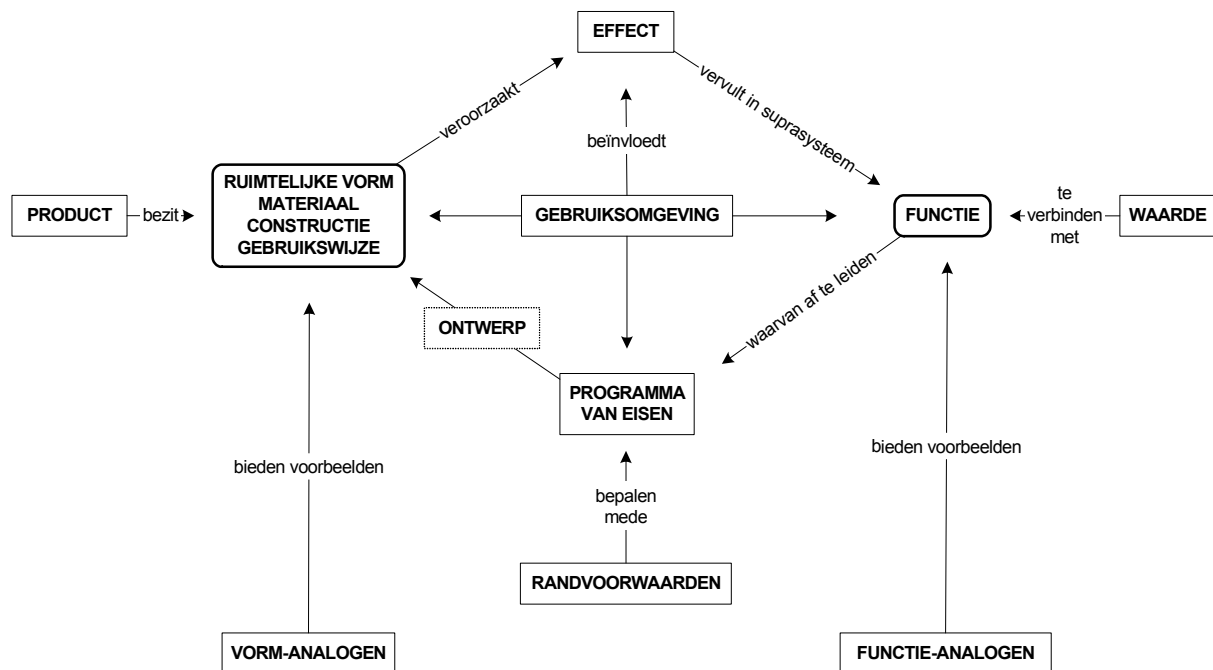 EFFECT
veroorzaakt
vervult in suprasysteem
beïnvloedt
RUIMTELIJKE VORM
MATERIAAL
CONSTRUCTIE
GEBRUIKSWIJZE
PRODUCT
bezit
GEBRUIKSOMGEVING
FUNCTIE
te
verbinden
met
WAARDE
waarvan af te leiden
ONTWERP
PROGRAMMA
VAN EISEN
bieden voorbeelden
bieden voorbeelden
bepalen
mede
RANDVOORWAARDEN
VORM-ANALOGEN
FUNCTIE-ANALOGEN